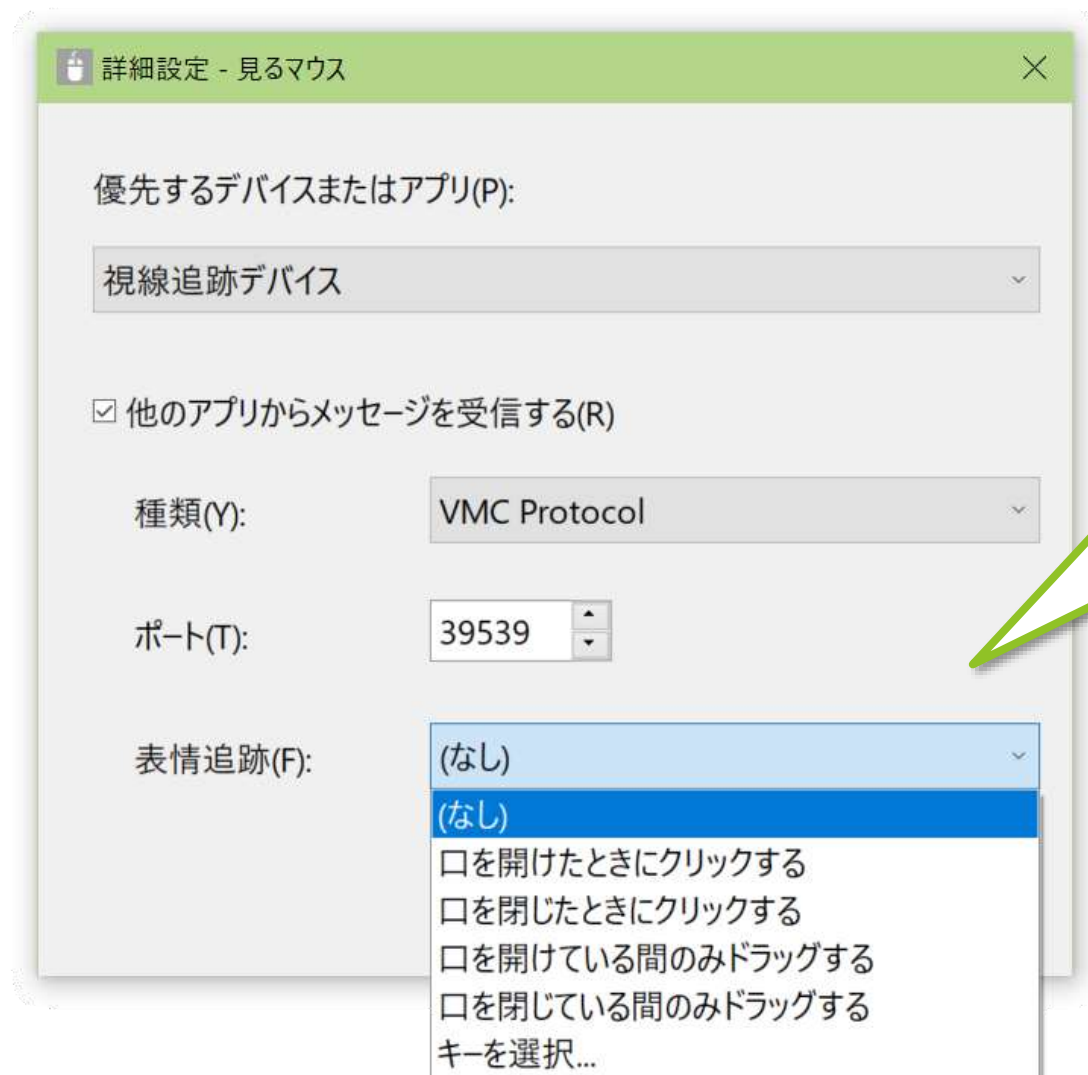 詳細設定 - 見るマウス
優先するデバイスまたはアプリ(P):
視線追跡デバイス
他のアプリからメッセージを受信する(R)
種類(Y): VMC Protocol
ポート(T): 39539
表情追跡(F): (なし)
(なし)
口を開けたときにクリックする
口を閉じたときにクリックする
口を開けている間のみドラッグする
口を閉じている間のみドラッグする
キーを選択...